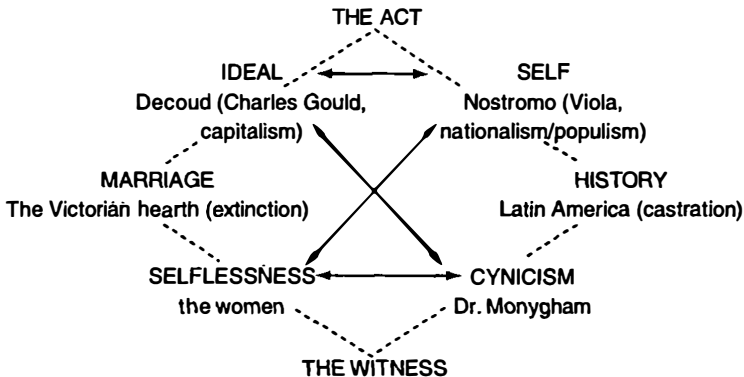 THE ACT
IDEAL
SELF
Decoud (Charles Gould,
capitalism)
Nostromo (Viola,
nationalism/populism)
MARRIAGE
HISTORY
The Victorian hearth (extinction)
Latin America (castration)
SELFLESSNESS
CYNICISM
the women
Dr. Monygham
THE WITNESS